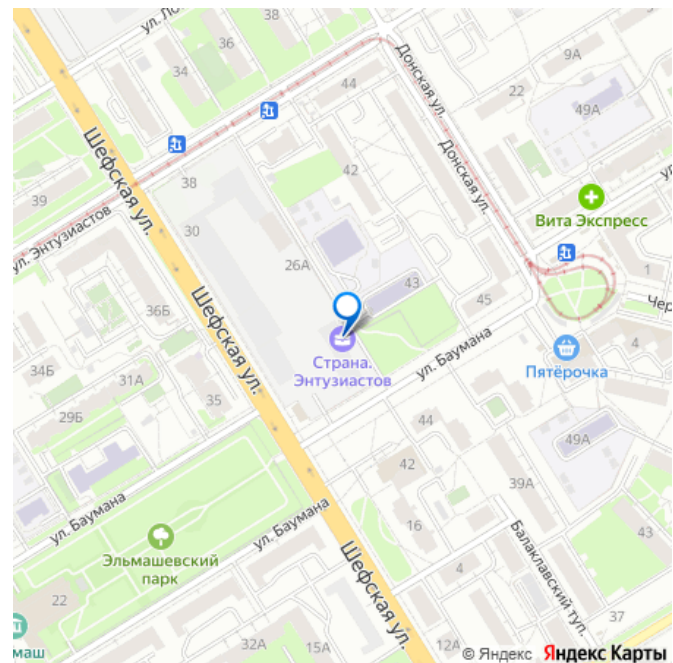 ул. Ло
38
36
34
44
Донская ул.
9А
22
49А
Шефская ул.
38
42
Донская ул.
39
ул. Энтузиастов
30
Вита Экспресс
26А
43
1
36Б
Шефская ул.
45
Чер
Страна.
Энтузиастов
ул. Баумана
Пятёрочка
4
34Б
31А
35
29Б
44
49А
42
39А
ул. Баумана
Эльмашевский
парк
ул. Баумана
16
43
Шефская ул.
4
Балаклавский туп.
22
маш
32А
15А
12А
37
© Яндекс Яндекс Карты